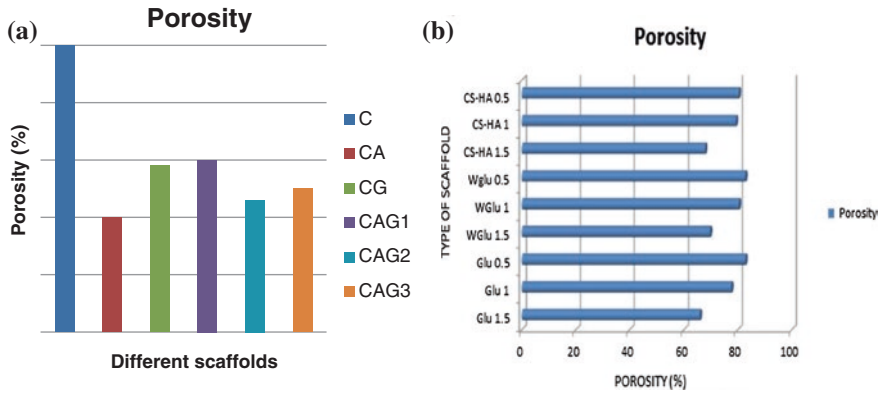 (a)
Porosity
Porosity (%)
C
CA
CG
CAG1
CAG2
CAG3
Different scaffolds
(b)
Porosity
TYPE OF SCAFFOLD
CS-HA 0.5
CS-HA 1
CS-HA 1.5
Wglu 0.5
WGlu 1
WGlu 1.5
Glu 0.5
Glu 1
Glu 1.5
0 20 40 60 80 100
POROSITY (%)
Porosity